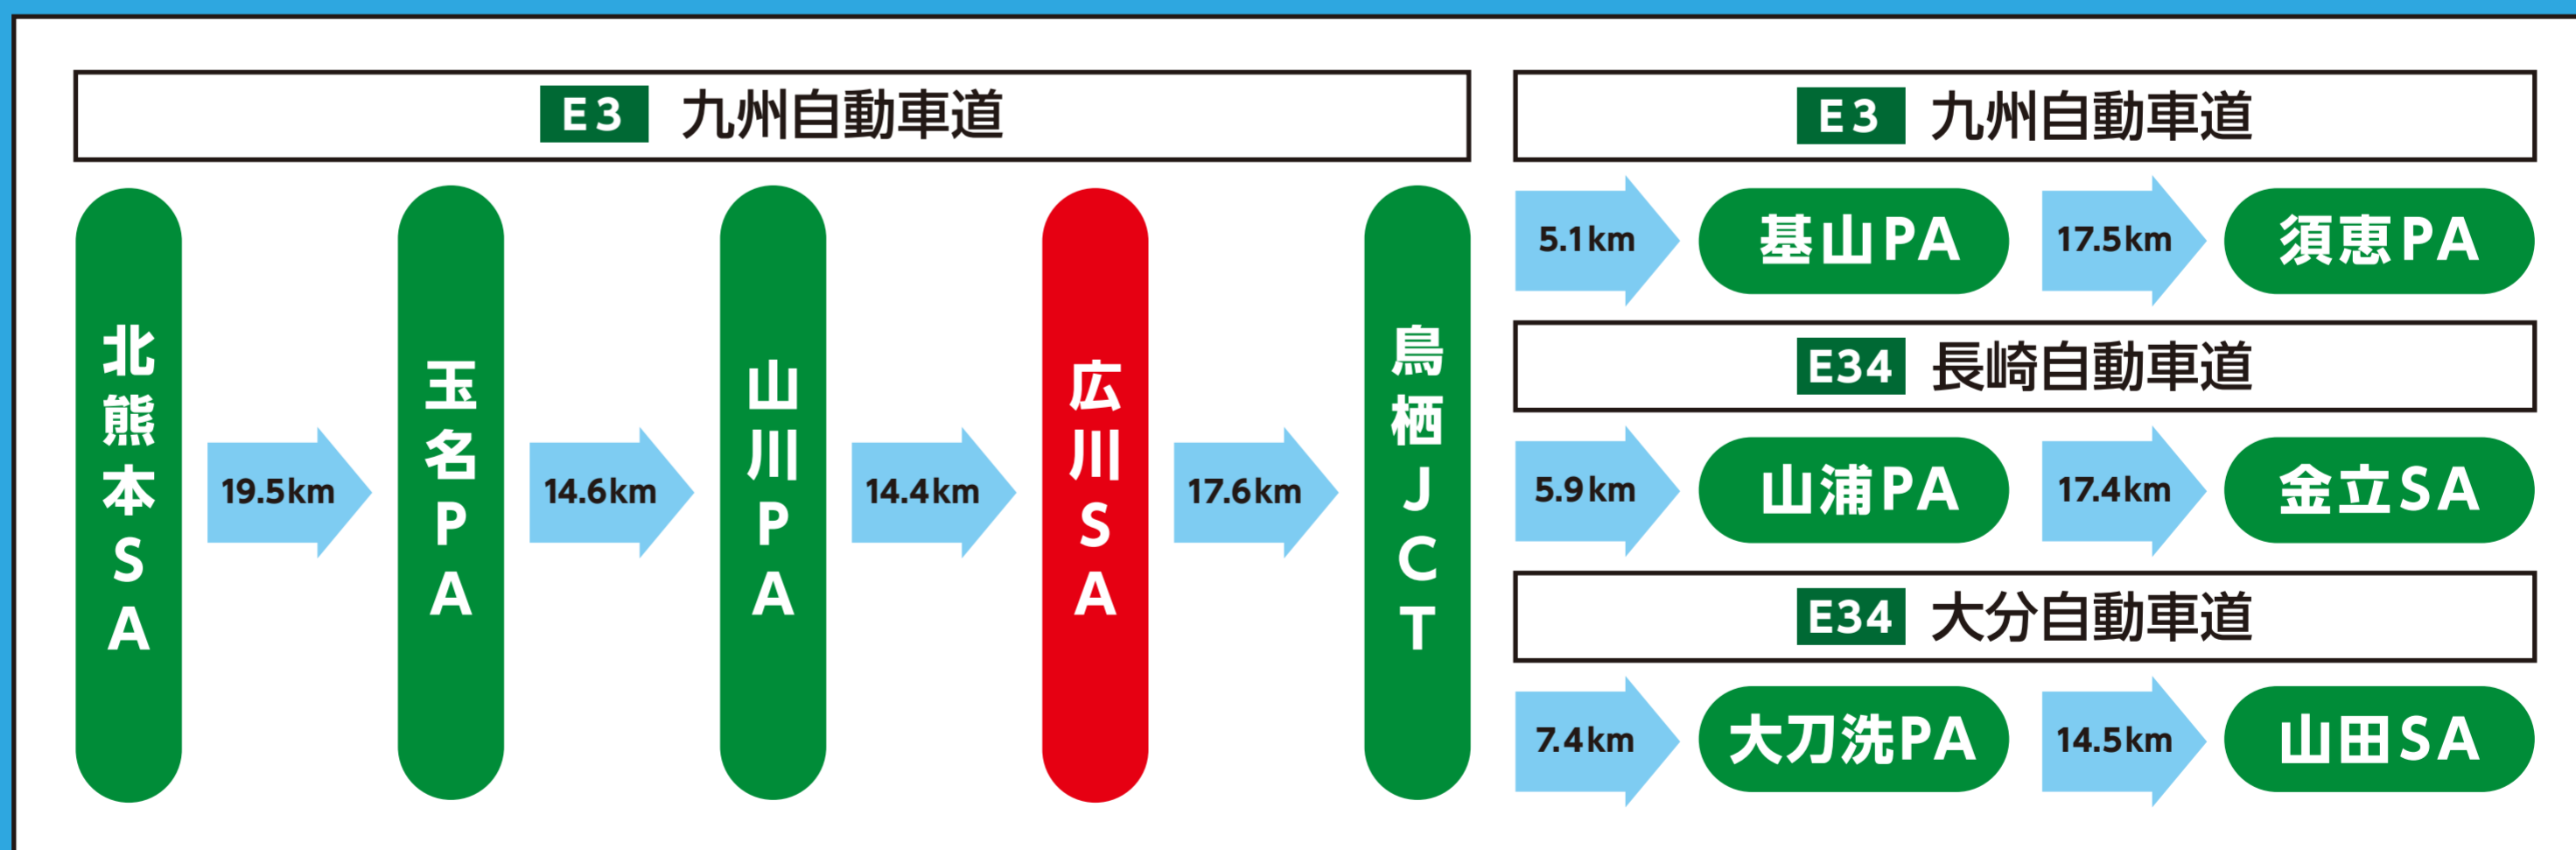 E3 九州自動車道
北熊本SA
19.5km
玉名PA
14.6km
山川PA
14.4km
広川SA
17.6km
鳥栖JCT
E3 九州自動車道
5.1km 基山PA 17.5km 須恵PA
E34 長崎自動車道
5.9km 山浦PA 17.4km 金立SA
E34 大分自動車道
7.4km 大刀洗PA 14.5km 山田SA